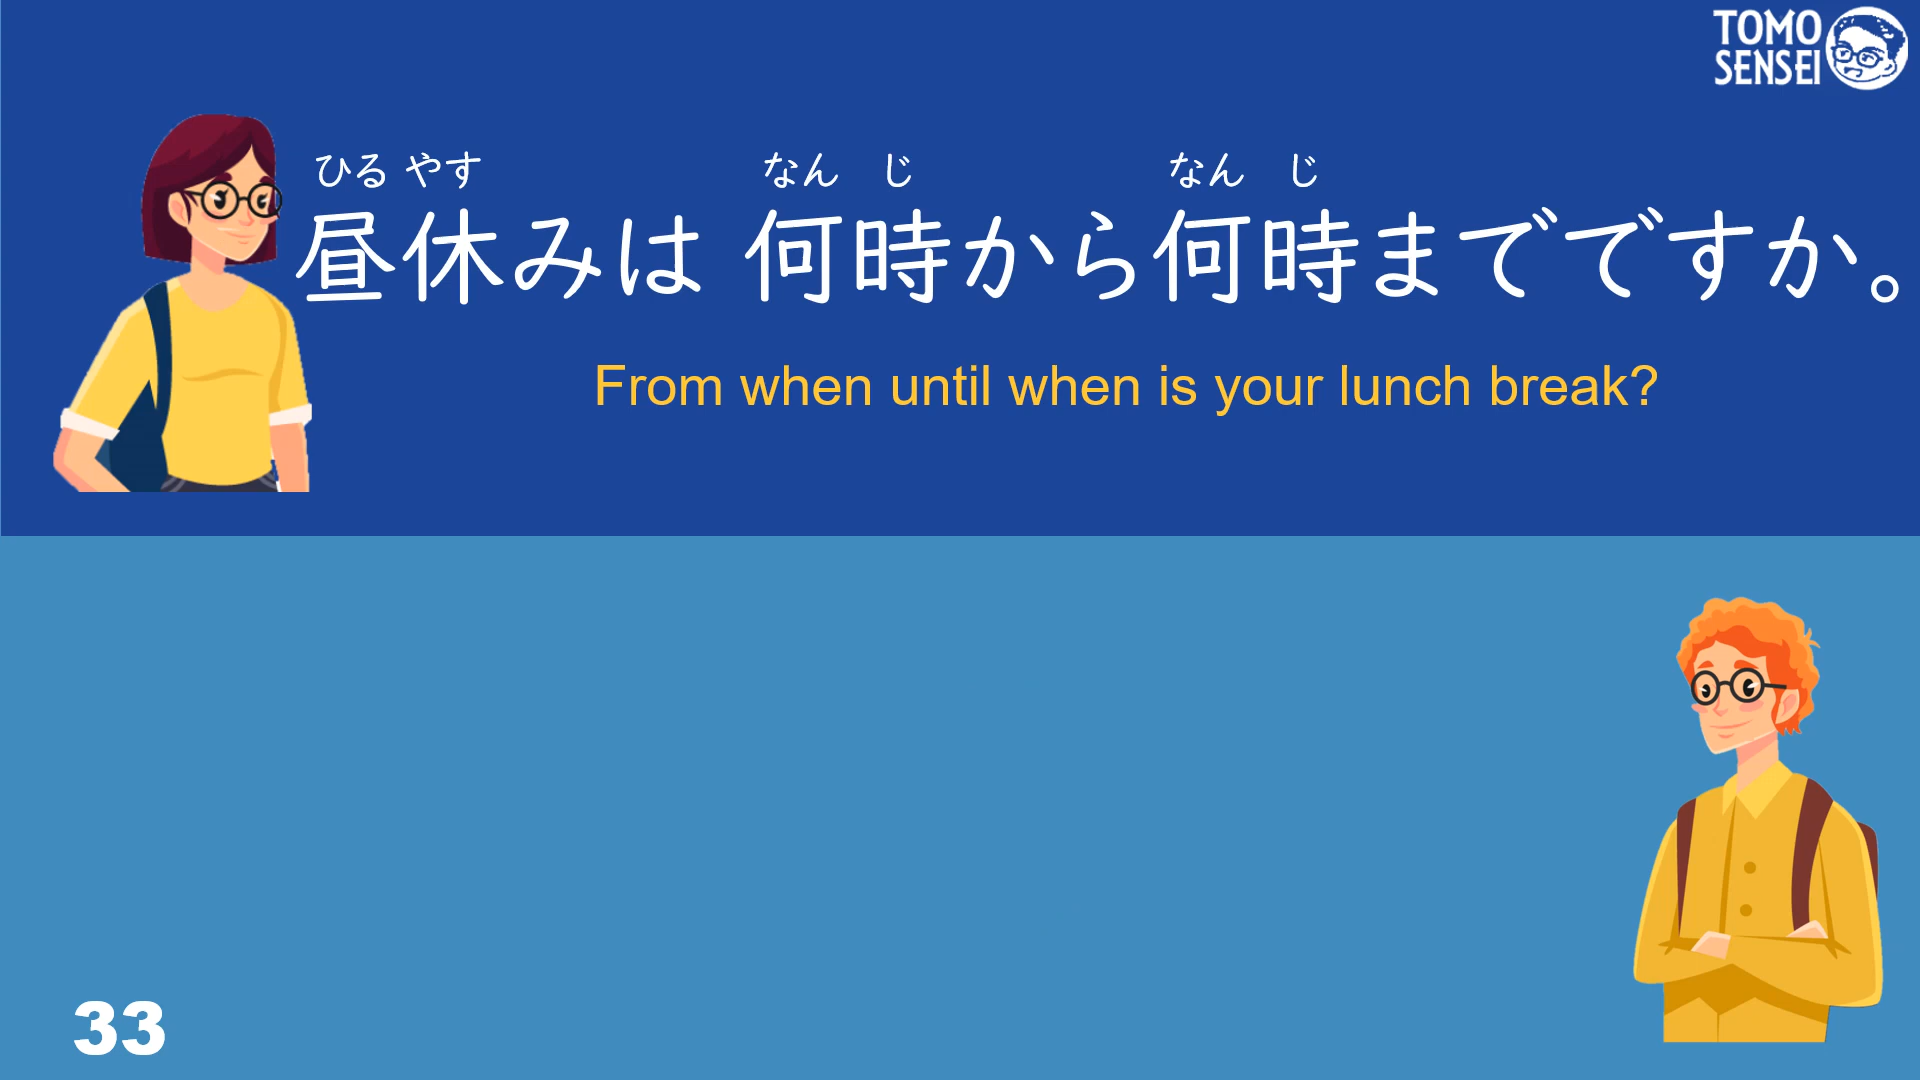 TOMO
SENSEI
ひる やす なん じ なん じ
昼休みは 何時から何時までですか。
From when until when is your lunch break?
33